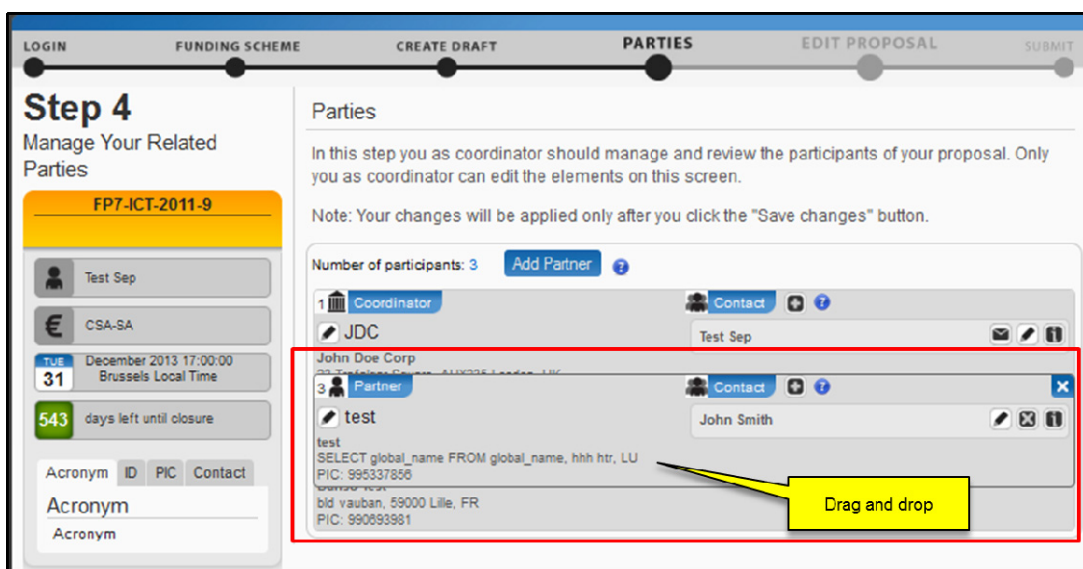 LOGIN FUNDING SCHEME CREATE DRAFT PARTIES EDIT PROPOSAL SUBMIT
Step 4
Manage Your Related
Parties
FP7-ICT-2011-9
Test Sep
€ CSA-SA
TUE
31
December 2013 17:00:00
Brussels Local Time
543 days left until closure
Acronym ID PIC Contact
Acronym
Acronym
Parties
In this step you as coordinator should manage and review the participants of your proposal. Only
you as coordinator can edit the elements on this screen.
Note: Your changes will be applied only after you click the "Save changes" button.
Number of participants: 3 Add Partner ?
1 Coordinator Contact ?
JDC Test Sep
John Doe Corp
3 Partner Contact ?
test John Smith
test
SELECT global_name FROM global_name, hhh htr, LU
PIC: 995337856
bld vauban, 59000 Lille, FR
PIC: 990693981
Drag and drop